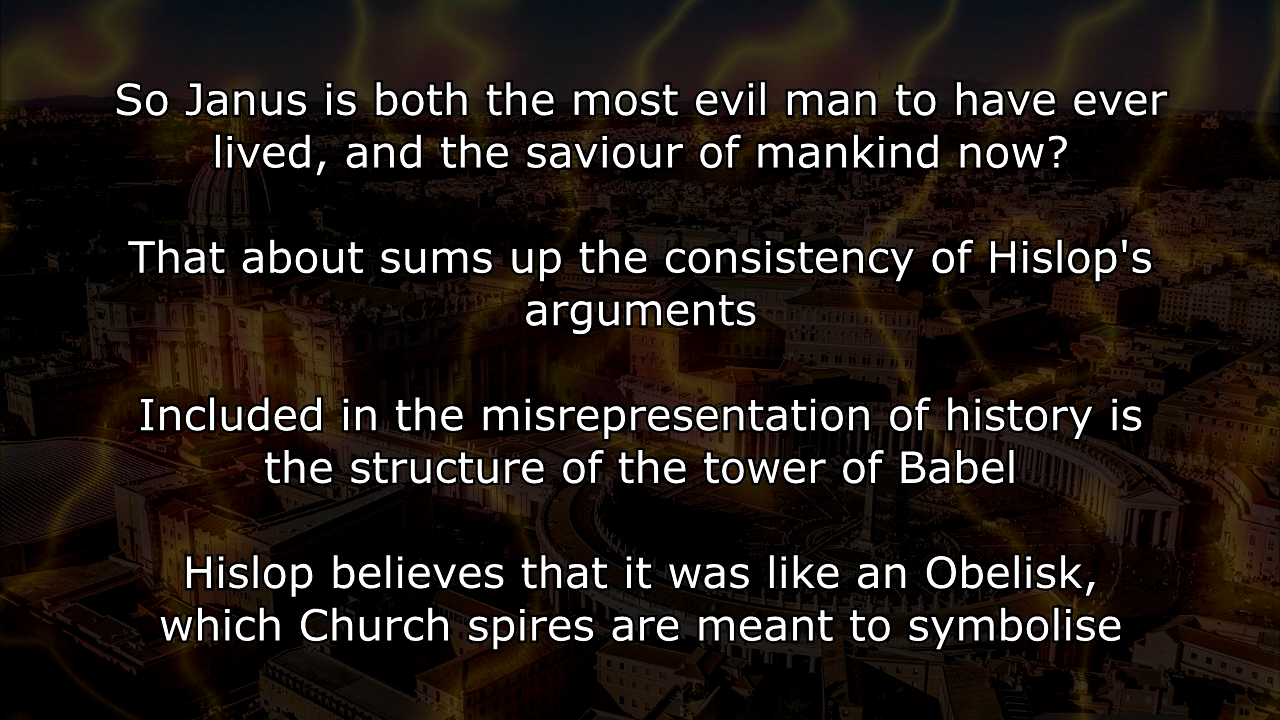 So Janus is both the most evil man to have ever
lived, and the saviour of mankind now?
That about sums up the consistency of Hislop's
arguments
Included in the misrepresentation of history is
the structure of the tower of Babel
Hislop believes that it was like an Obelisk,
which Church spires are meant to symbolise